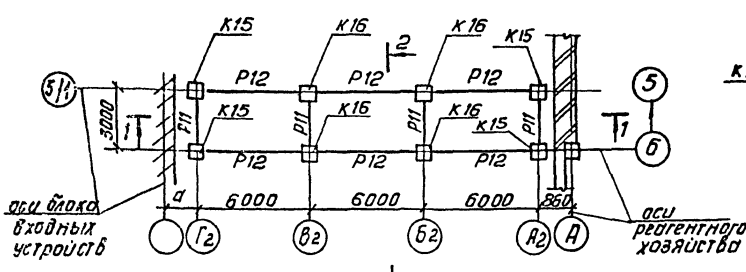 К15 К16 2 К16 К15 К
5/1 Р12 Р12 Р12 5
3000 1 Р11 К15 Р11 К16 Р11 К16 К15 Р11 1
Р12 Р12 Р12 6
d 6000 6000 6000 860
оси блока
входных
устройств
Г2 В2 Б2 А2 А
оси
реагентного
хозяйства